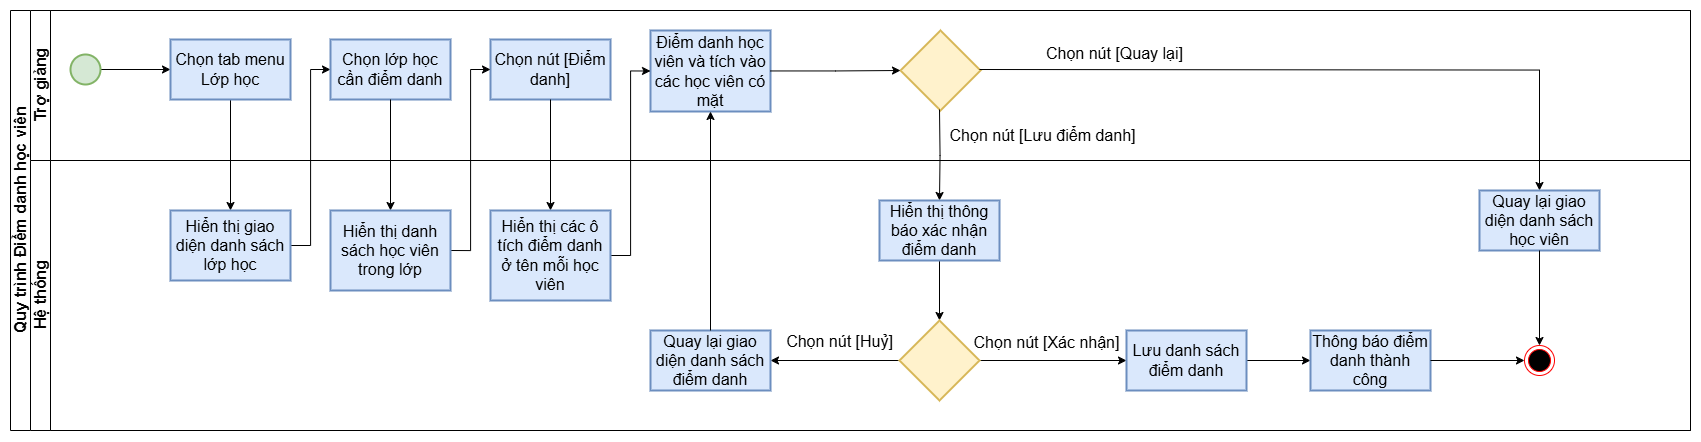 Quy trình Điểm danh học viên
Trợ giảng
Hệ thống
Chọn tab menu
Lớp học
Chọn lớp học
cần điểm danh
Chọn nút [Điểm
danh]
Điểm danh học
viên và tích vào
các học viên có
mặt
Chọn nút [Quay lại]
Chọn nút [Lưu điểm danh]
Hiển thị giao
diện danh sách
lớp học
Hiển thị danh
sách học viên
trong lớp
Hiển thị các ô
tích điểm danh
ở tên mỗi học
viên
Hiển thị thông
báo xác nhận
điểm danh
Quay lại giao
diện danh sách
học viên
Quay lại giao
diện danh sách
điểm danh
Chọn nút [Huỷ]
Chọn nút [Xác nhận]
Lưu danh sách
điểm danh
Thông báo điểm
danh thành
công